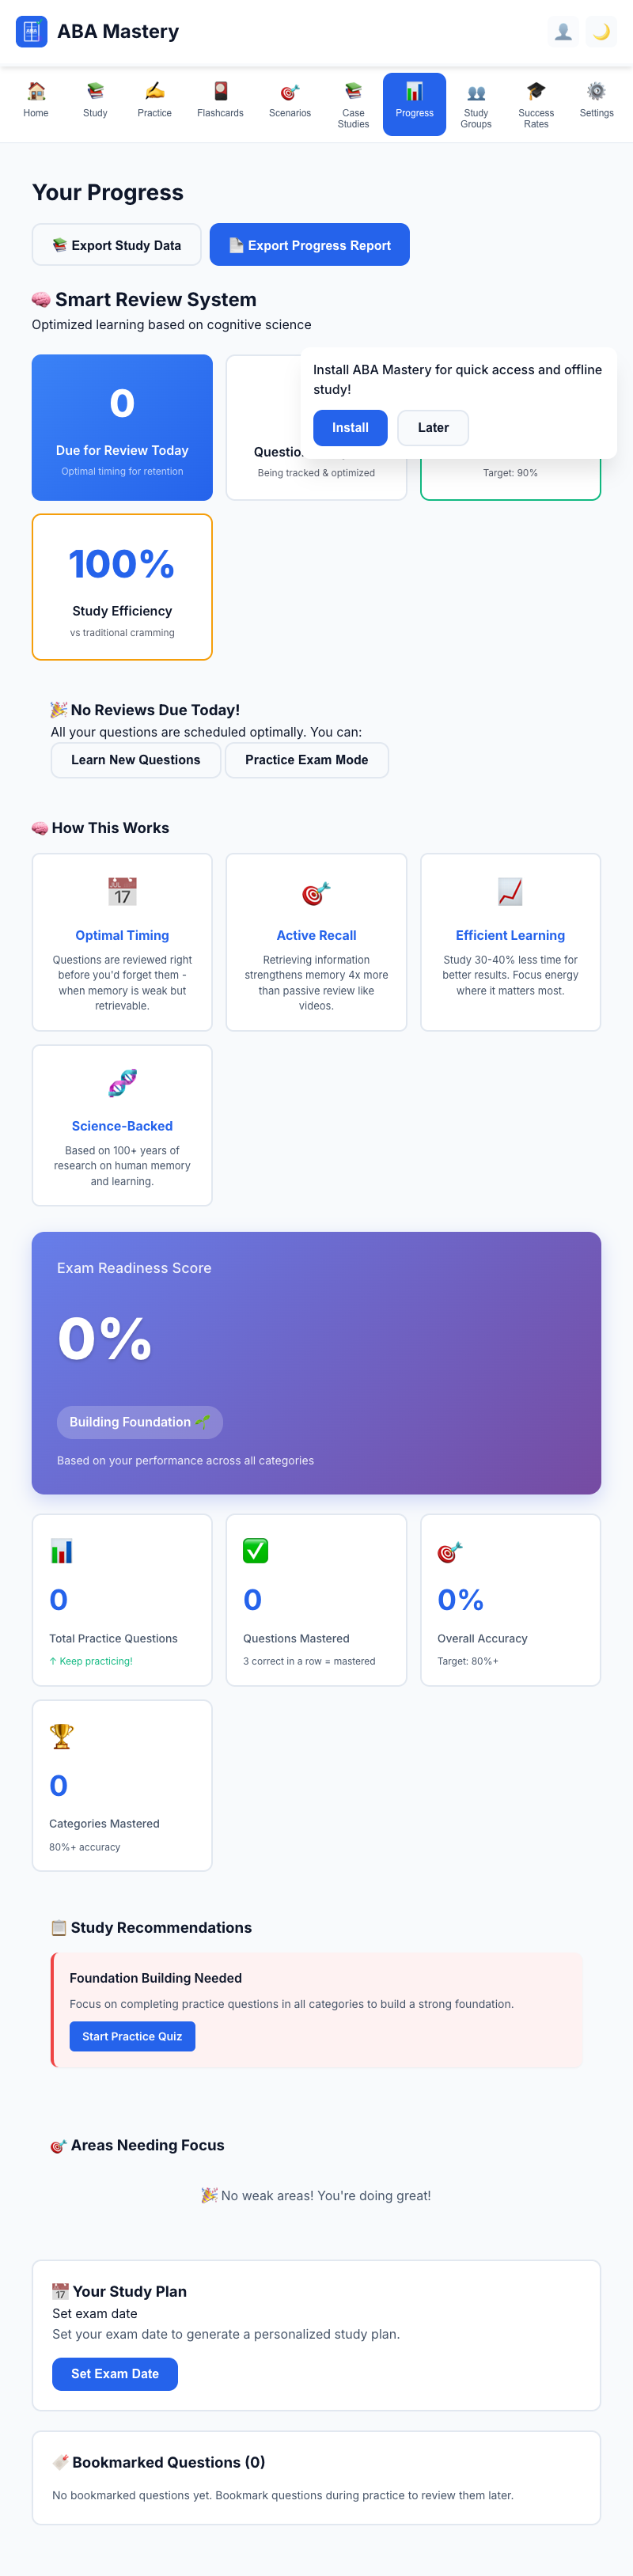 ABA Mastery
Home
Study
Practice
Flashcards
Scenarios
Case
Studies
Progress
Study
Groups
Success
Rates
Settings
Your Progress
Export Study Data
Export Progress Report
Smart Review System
Optimized learning based on cognitive science
Install ABA Mastery for quick access and offline
study!
Install
Later
0
Due for Review Today
Optimal timing for retention
Being tracked & optimized
Target: 90%
100%
Study Efficiency
vs traditional cramming
No Reviews Due Today!
All your questions are scheduled optimally. You can:
Learn New Questions
Practice Exam Mode
How This Works
Optimal Timing
Questions are reviewed right
before you'd forget them -
when memory is weak but
retrievable.
Active Recall
Retrieving information
strengthens memory 4x more
than passive review like
videos.
Efficient Learning
Study 30-40% less time for
better results. Focus energy
where it matters most.
Science-Backed
Based on 100+ years of
research on human memory
and learning.
Exam Readiness Score
0%
Building Foundation
Based on your performance across all categories
0
Total Practice Questions
↑ Keep practicing!
0
Questions Mastered
3 correct in a row = mastered
0%
Overall Accuracy
Target: 80%+
0
Categories Mastered
80%+ accuracy
Study Recommendations
Foundation Building Needed
Focus on completing practice questions in all categories to build a strong foundation.
Start Practice Quiz
Areas Needing Focus
No weak areas! You're doing great!
Your Study Plan
Set exam date
Set your exam date to generate a personalized study plan.
Set Exam Date
Bookmarked Questions (0)
No bookmarked questions yet. Bookmark questions during practice to review them later.